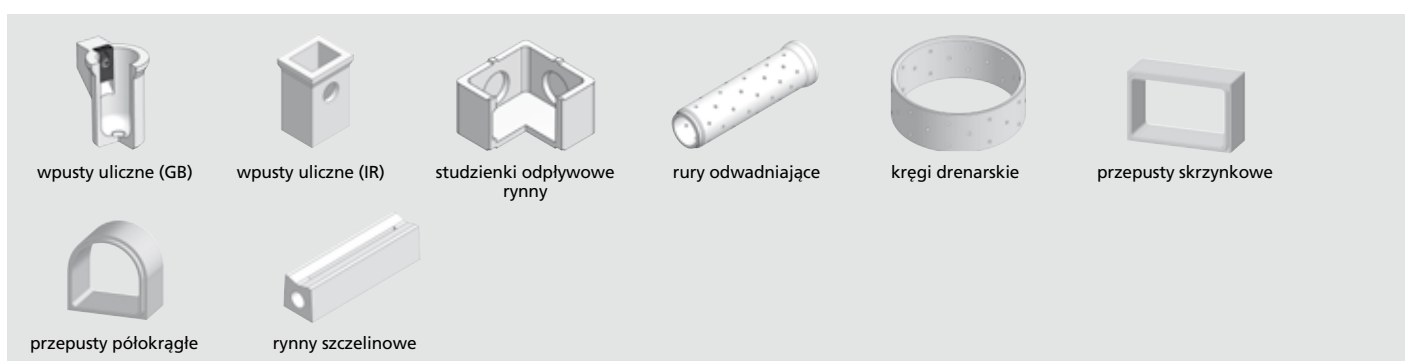 wpusty uliczne (GB)
wpusty uliczne (IR)
studzienki odpływowe
rynny
rury odwadniające
kręgi drenarskie
przepusty skrzynkowe
przepusty półokrągłe
rynny szczelinowe